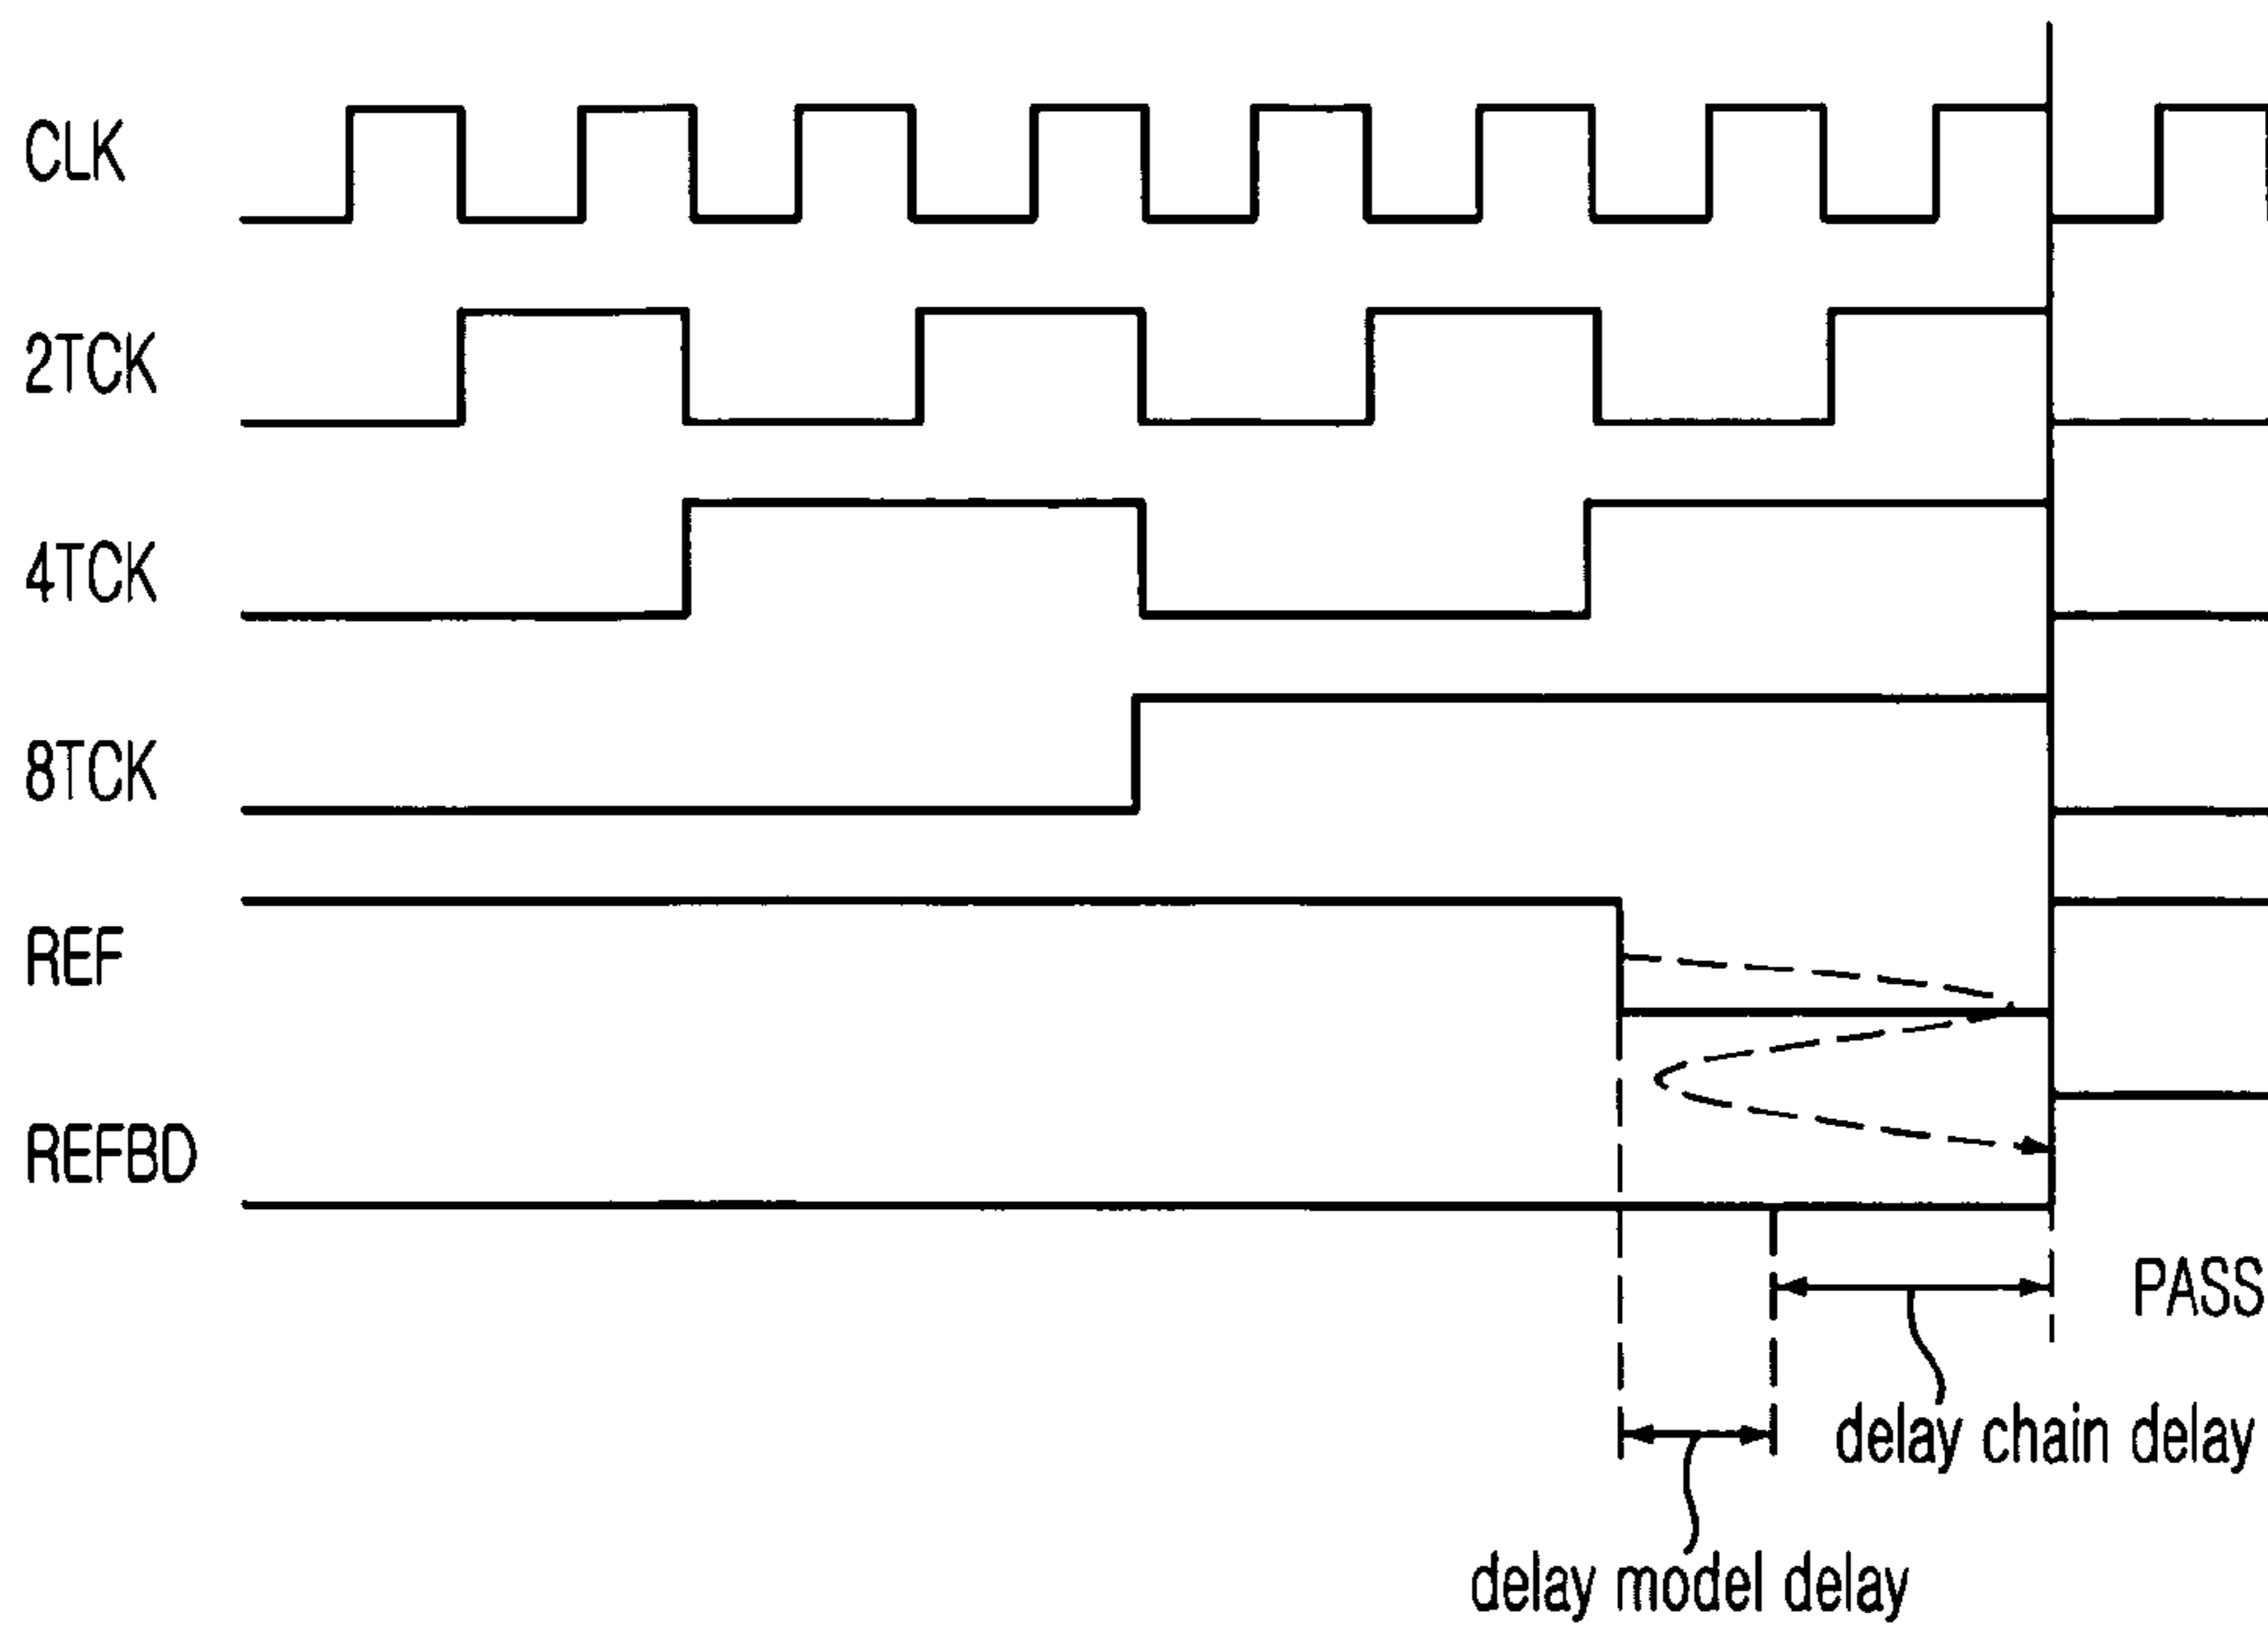 CLK
2TCK
4TCK
8TCK
REF
REFBD
PASS
delay chain delay
delay model delay